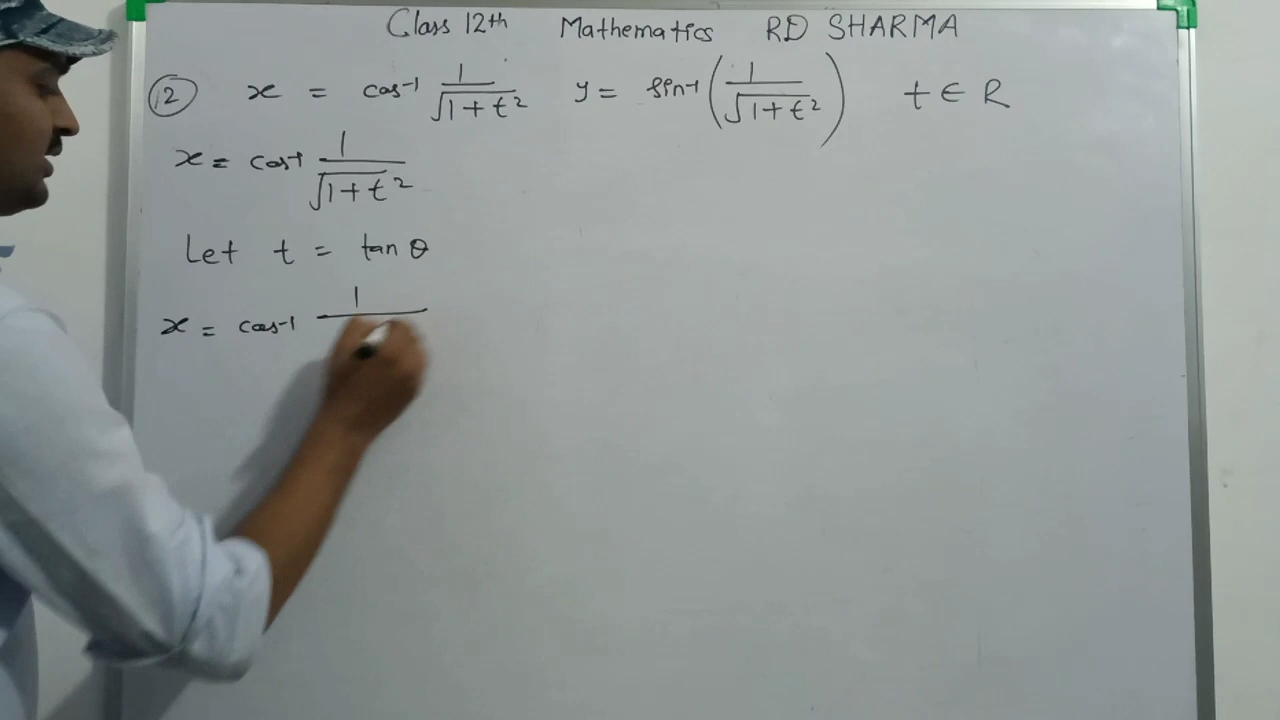 Class 12th Mathematics RD SHARMA
(12) x = cos-1 1/√(1+t²) y = sin-1 (1/√(1+t²)) t ∈ R
x = cos-1 1/√(1+t²)
Let t = tan θ
x = cos-1 1